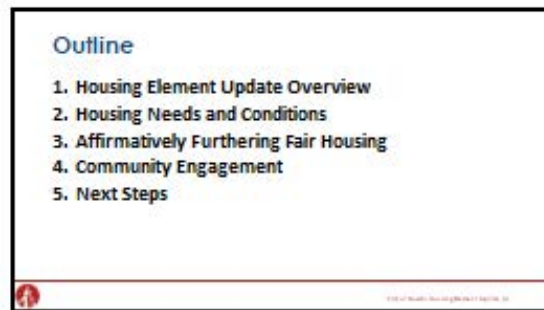 Outline
1. Housing Element Update Overview
2. Housing Needs and Conditions
3. Affirmatively Furthering Fair Housing
4. Community Engagement
5. Next Steps